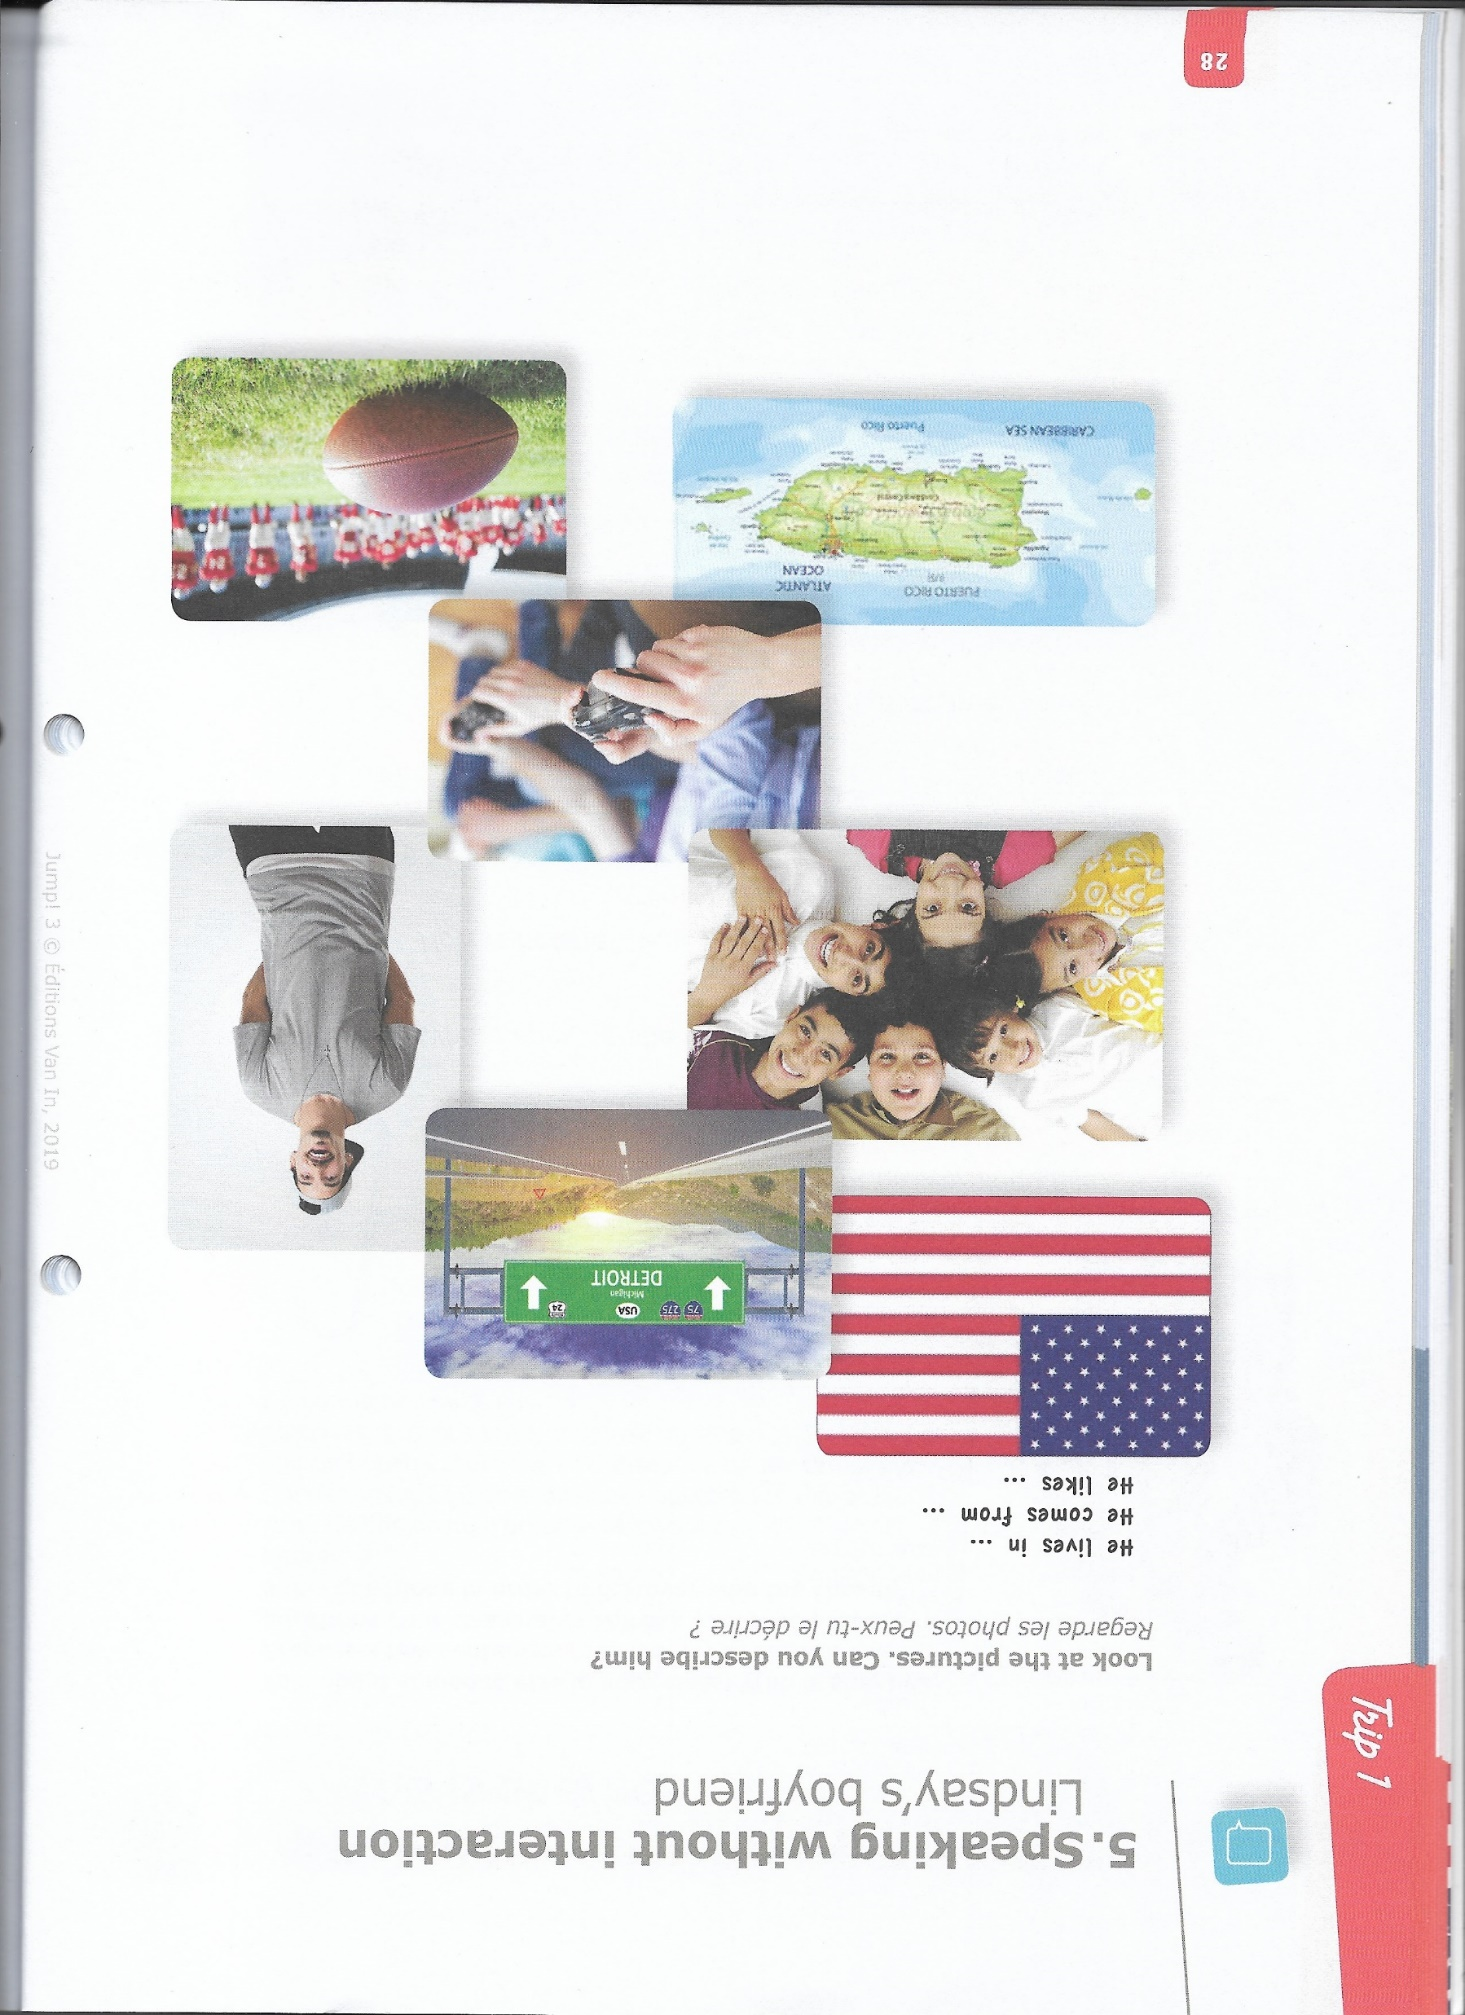 Trip 1
5. Speaking without interaction
Lindsay's boyfriend
Look at the pictures. Can you describe him?
Regarde les photos. Peux-tu le décrire ?
He lives in ...
He comes from ...
He likes ...
75 275 USA 24
Michigan
DETROIT
PUERTO RICO
(US)
ATLANTIC
OCEAN
CARIBBEAN SEA
Puerto Rico
28
Jump! 3 © Éditions Van In, 2019